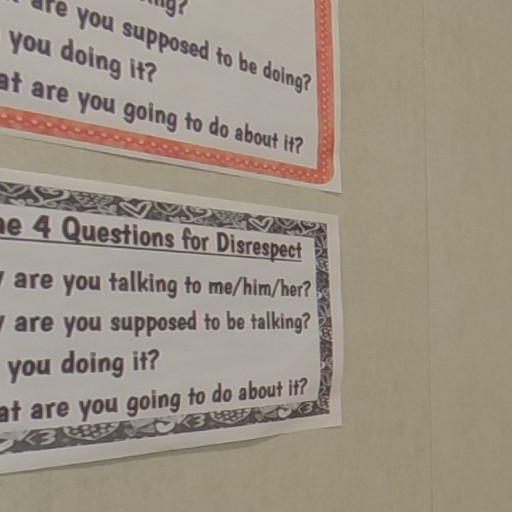 are you supposed to be doing?
you doing it?
are you going to do about it?
4 Questions for Disrespect
are you talking to me/him/her?
are you supposed to be talking?
you doing it?
are you going to do about it?